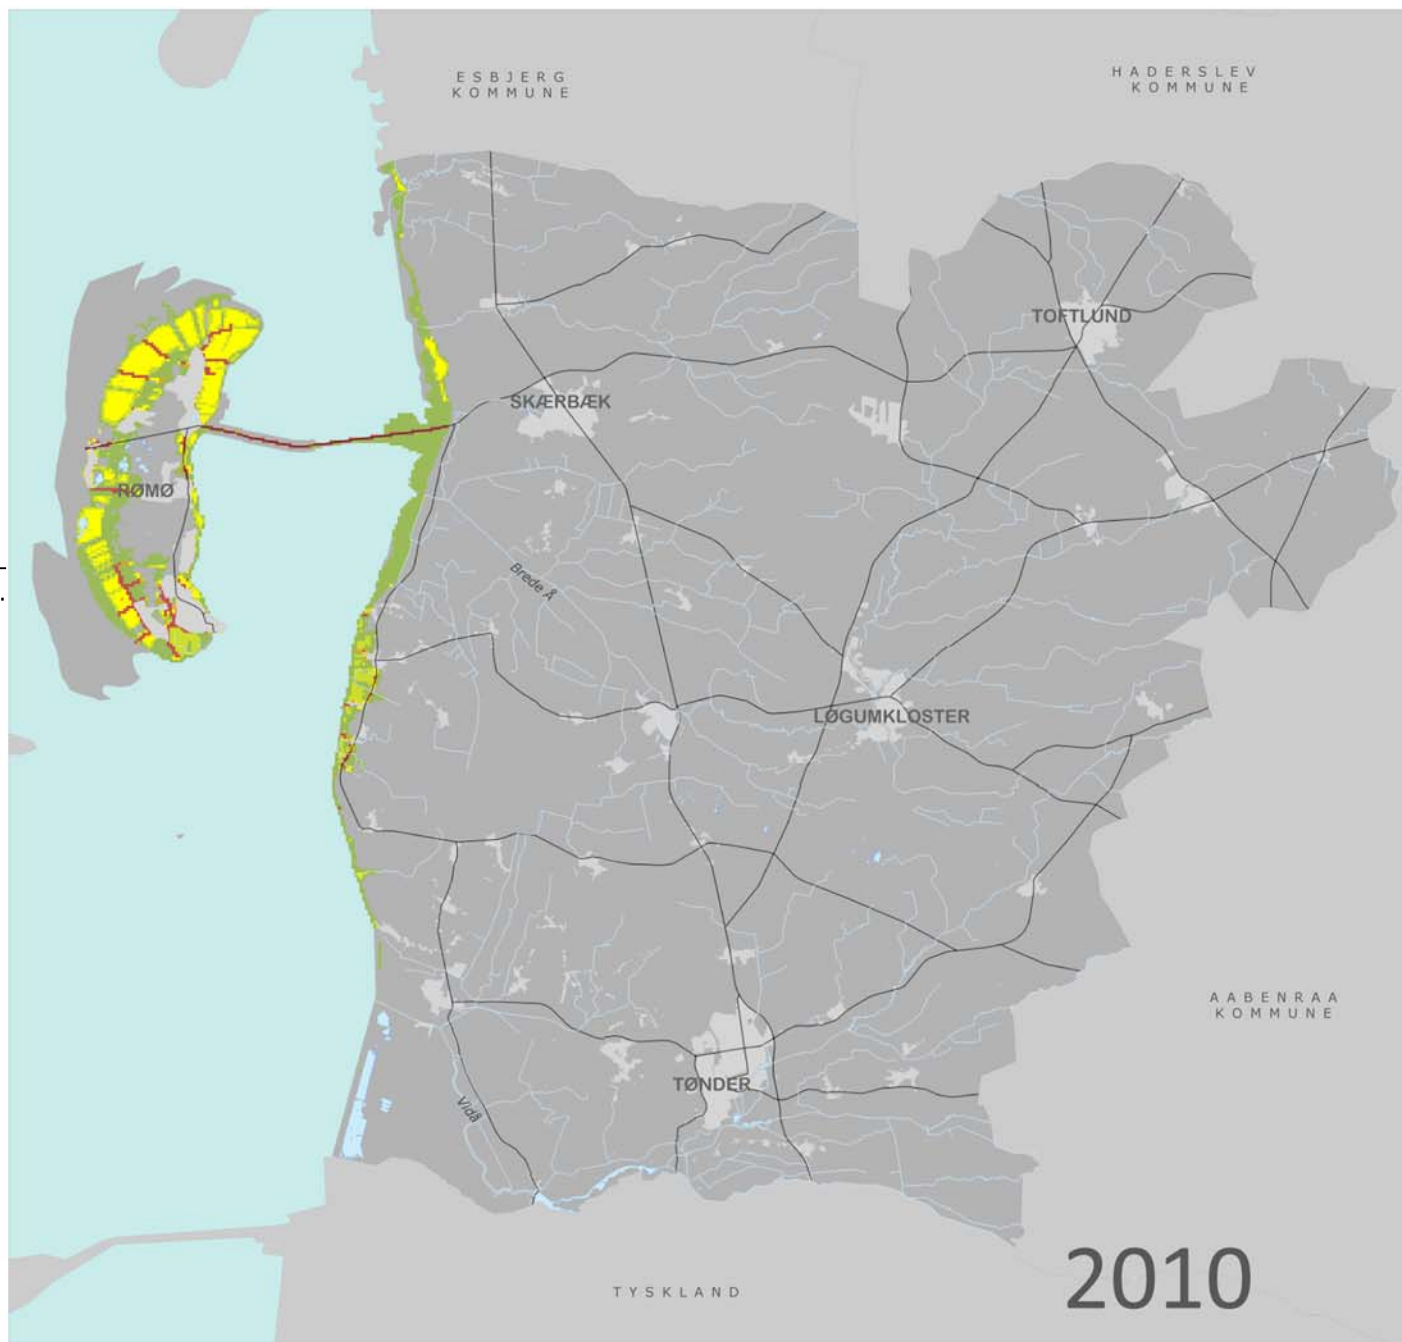 ESBJERG
KOMMUNE
HADERSLEV
KOMMUNE
TOFTLUND
SKÆRBÆK
RØMØ
Brede Å
LØGUMKLOSTER
AABENRAA
KOMMUNE
TØNDER
Vidå
2010
TYSKLAND